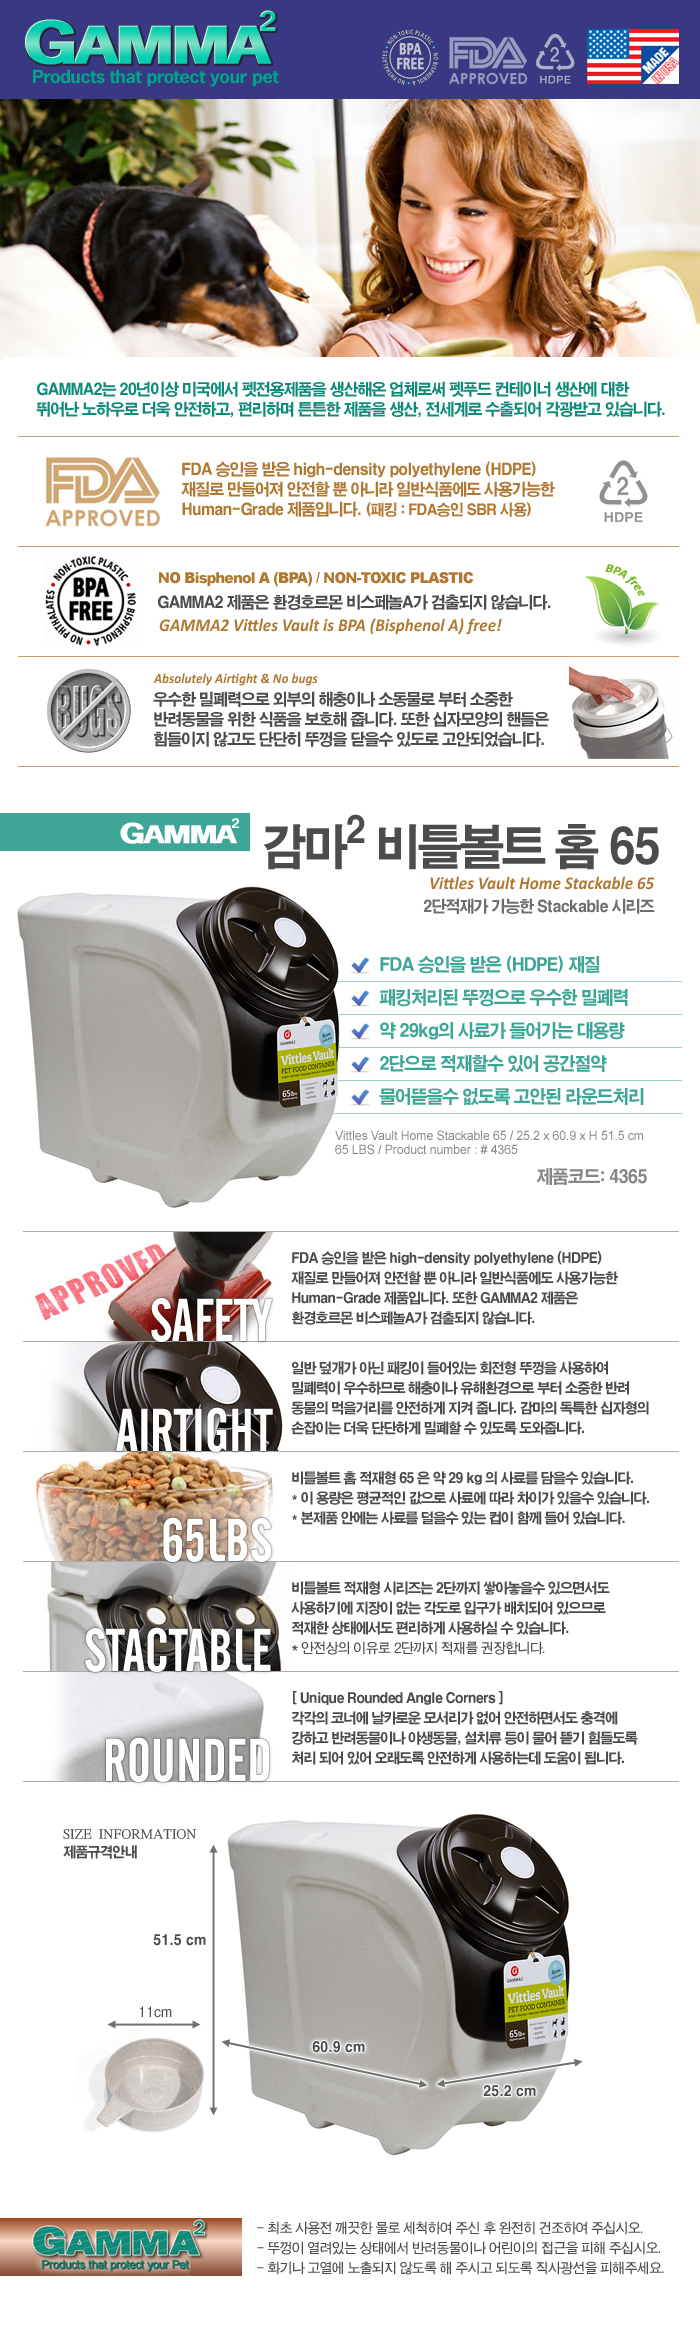 GAMMA2
Products that protect your pet
NON-TOXIC PLASTIC • NO BISPHENOL A • NO PHTHALATES •
BPA
FREE
FDA
APPROVED
2
HDPE
MADE
IN USA
GAMMA2는 20년이상 미국에서 펫전용제품을 생산해온 업체로써 펫푸드 컨테이너 생산에 대한
뛰어난 노하우로 더욱 안전하고, 편리하며 튼튼한 제품을 생산, 전세계로 수출되어 각광받고 있습니다.
FDA
APPROVED
FDA 승인을 받은 high-density polyethylene (HDPE)
재질로 만들어져 안전할 뿐 아니라 일반식품에도 사용가능한
Human-Grade 제품입니다. (패킹 : FDA승인 SBR 사용)
2
HDPE
NON-TOXIC PLASTIC • NO BISPHENOL A • NO PHTHALATES •
BPA
FREE
NO Bisphenol A (BPA) / NON-TOXIC PLASTIC
GAMMA2 제품은 환경호르몬 비스페놀A가 검출되지 않습니다.
GAMMA2 Vittles Vault is BPA (Bisphenol A) free!
BPA free
BUGS
Absolutely Airtight & No bugs
우수한 밀폐력으로 외부의 해충이나 소동물로 부터 소중한
반려동물을 위한 식품을 보호해 줍니다. 또한 십자모양의 핸들은
힘들이지 않고도 단단히 뚜껑을 닫을수 있도로 고안되었습니다.
GAMMA2
감마2 비틀볼트 홈 65
Vittles Vault Home Stackable 65
2단적재가 가능한 Stackable 시리즈
FDA 승인을 받은 (HDPE) 재질
패킹처리된 뚜껑으로 우수한 밀폐력
약 29kg의 사료가 들어가는 대용량
2단으로 적재할수 있어 공간절약
물어뜯을수 없도록 고안된 라운드처리
GAMMA2
Vittles Vault
PET FOOD CONTAINER
65lb+
Vittles Vault Home Stackable 65 / 25.2 x 60.9 x H 51.5 cm
65 LBS / Product number : # 4365
제품코드: 4365
APPROVED
SAFETY
FDA 승인을 받은 high-density polyethylene (HDPE)
재질로 만들어져 안전할 뿐 아니라 일반식품에도 사용가능한
Human-Grade 제품입니다. 또한 GAMMA2 제품은
환경호르몬 비스페놀A가 검출되지 않습니다.
AIRTIGHT
일반 덮개가 아닌 패킹이 들어있는 회전형 뚜껑을 사용하여
밀폐력이 우수하므로 해충이나 유해환경으로 부터 소중한 반려
동물의 먹을거리를 안전하게 지켜 줍니다. 감마의 독특한 십자형의
손잡이는 더욱 단단하게 밀폐할 수 있도록 도와줍니다.
65LBS
비틀볼트 홈 적재형 65 은 약 29 kg 의 사료를 담을수 있습니다.
* 이 용량은 평균적인 값으로 사료에 따라 차이가 있을수 있습니다.
* 본제품 안에는 사료를 덜을수 있는 컵이 함께 들어 있습니다.
STACTABLE
비틀볼트 적재형 시리즈는 2단까지 쌓아놓을수 있으면서도
사용하기에 지장이 없는 각도로 입구가 배치되어 있으므로
적재한 상태에서도 편리하게 사용하실 수 있습니다.
* 안전상의 이유로 2단까지 적재를 권장합니다.
ROUNDED
[ Unique Rounded Angle Corners ]
각각의 코너에 날카로운 모서리가 없어 안전하면서도 충격에
강하고 반려동물이나 야생동물, 설치류 등이 물어 뜯기 힘들도록
처리 되어 있어 오래도록 안전하게 사용하는데 도움이 됩니다.
SIZE INFORMATION
제품규격안내
51.5 cm
11cm
60.9 cm
25.2 cm
GAMMA2
Vittles Vault
PET FOOD CONTAINER
65lb+
GAMMA2
Products that protect your Pet
- 최초 사용전 깨끗한 물로 세척하여 주신 후 완전히 건조하여 주십시오.
- 뚜껑이 열려있는 상태에서 반려동물이나 어린이의 접근을 피해 주십시오.
- 화기나 고열에 노출되지 않도록 해 주시고 되도록 직사광선을 피해주세요.